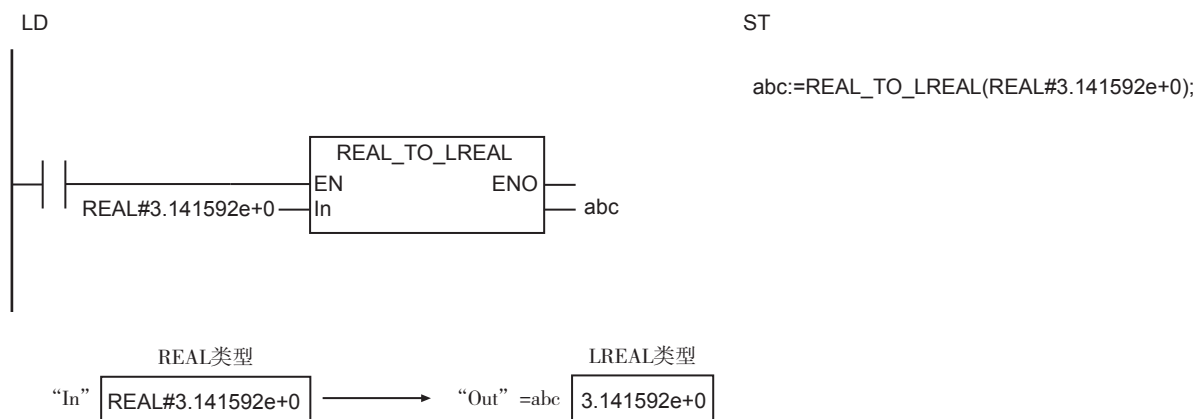 LD
ST
abc:=REAL_TO_LREAL(REAL#3.141592e+0);
REAL_TO_LREAL
EN ENO
REAL#3.141592e+0 In abc
REAL类型 LREAL类型
“In” REAL#3.141592e+0 “Out” =abc 3.141592e+0